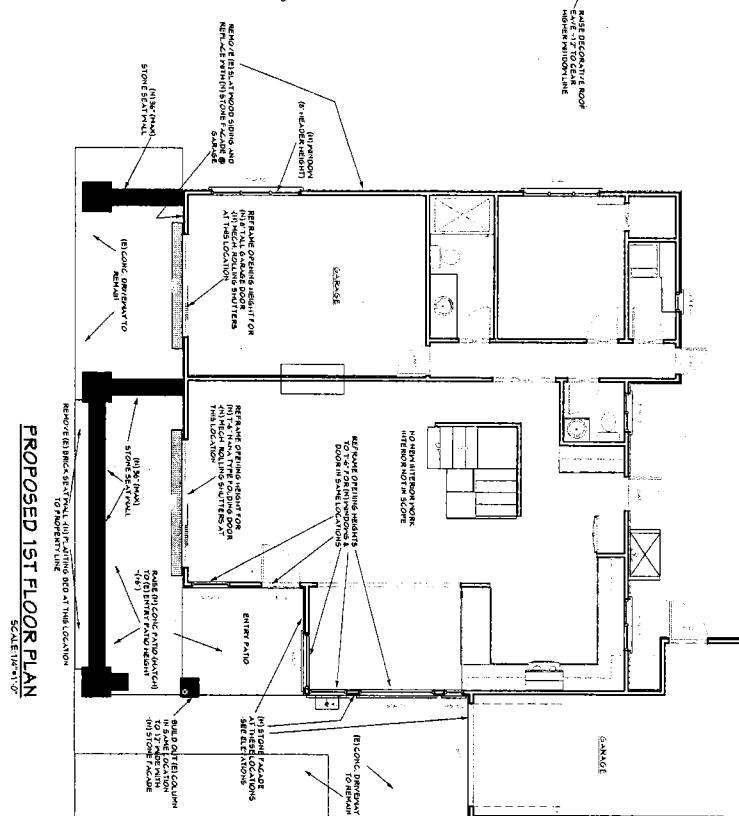 RAISE DECORATIVE ROOF
EAVE ~12" TO CLEAR
HIGHER WINDOW LINE
REMOVE (E) SLAT WOOD SIDING AND
REPLACE WITH (N) STONE FACADE @
GARAGE
(N) WINDOW
(8' HEADER HEIGHT)
(N) 36" (MAX)
STONE SEAT WALL
(E) CONC. DRIVEWAY TO
REMAIN
REFRAME OPENING HEIGHT FOR
(N) 8' TALL GARAGE DOOR
-(N) MECH. ROLLING SHUTTERS
AT THIS LOCATION
GARAGE
REFRAME OPENING HEIGHT FOR
(N) 7'-6" NANA TYPE FOLDING DOOR
-(N) MECH. ROLLING SHUTTERS AT
THIS LOCATION
REFRAME OPENING HEIGHTS
TO 7'-6" FOR (N) WINDOWS &
DOOR IN SAME LOCATIONS
NO NEW INTERIOR WORK
INTERIOR NOT IN SCOPE
(N) 36" (MAX)
STONE SEAT WALL
REMOVE (E) BRICK SEAT WALL -(N) PLANTING BED AT THIS LOCATION
TO PROPERTY LINE
RAISE (N) CONC. PATIO (MATCH)
TO (E) ENTRY PATIO HEIGHT
~(+6")
ENTRY PATIO
BUILD OUT (E) COLUMN
IN SAME LOCATION
TO 12" WIDE WITH
(N) STONE FACADE
(N) STONE FACADE
AT THESE LOCATIONS
-SEE ELEVATIONS
(E) CONC. DRIVEWAY
TO REMAIN
GARAGE
PROPOSED 1ST FLOOR PLAN
SCALE: 1/4"=1'-0"